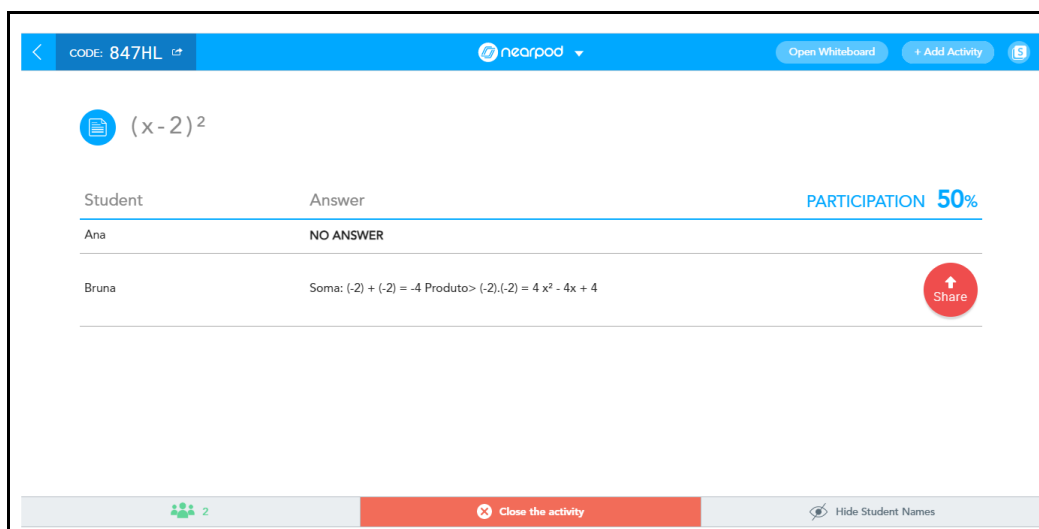 CODE: 847HL
nearpod
Open Whiteboard
+ Add Activity
S
(x-2)²
Student Answer PARTICIPATION 50%
Ana NO ANSWER
Bruna Soma: (-2) + (-2) = -4 Produto> (-2).(-2) = 4 x² - 4x + 4
Share
2
Close the activity
Hide Student Names